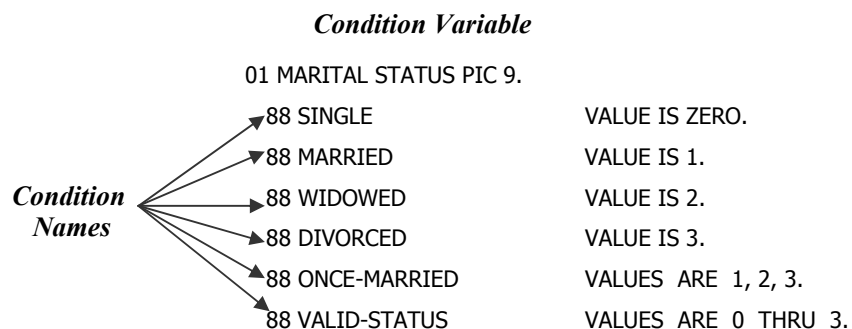 Condition Variable
01 MARITAL STATUS PIC 9.
88 SINGLE VALUE IS ZERO.
88 MARRIED VALUE IS 1.
88 WIDOWED VALUE IS 2.
88 DIVORCED VALUE IS 3.
88 ONCE-MARRIED VALUES ARE 1, 2, 3.
88 VALID-STATUS VALUES ARE 0 THRU 3.
Condition
Names